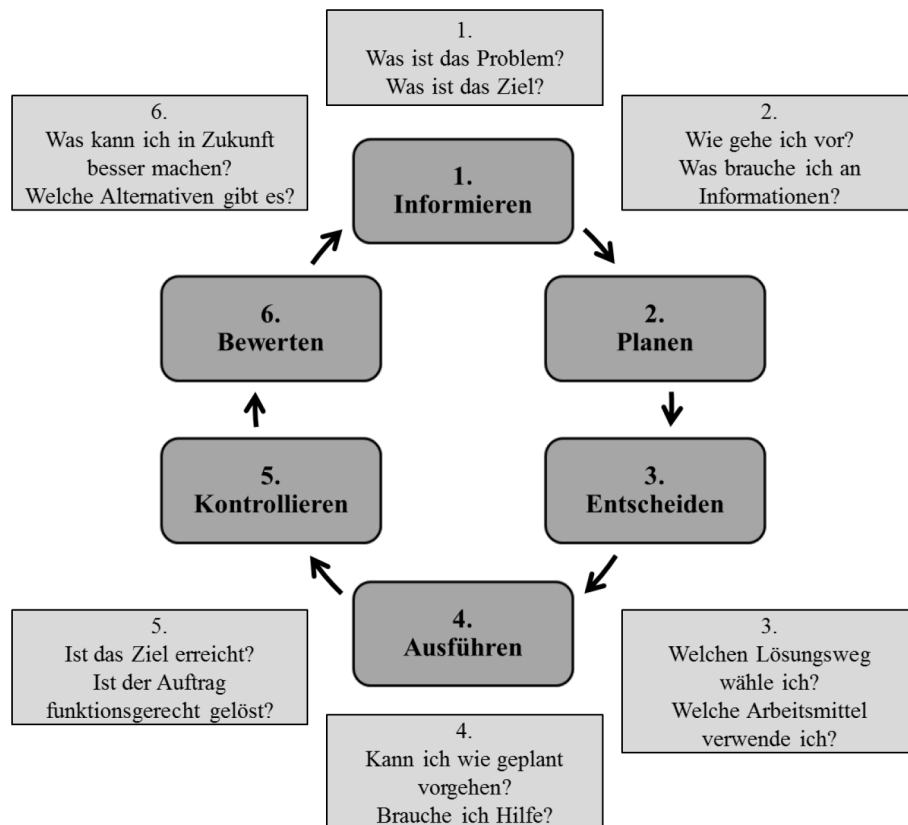 1.
Was ist das Problem?
Was ist das Ziel?
6.
Was kann ich in Zukunft
besser machen?
Welche Alternativen gibt es?
2.
Wie gehe ich vor?
Was brauche ich an
Informationen?
1.
Informieren
6.
Bewerten
2.
Planen
5.
Kontrollieren
3.
Entscheiden
4.
Ausführen
5.
Ist das Ziel erreicht?
Ist der Auftrag
funktionsgerecht gelöst?
3.
Welchen Lösungsweg
wähle ich?
Welche Arbeitsmittel
verwende ich?
4.
Kann ich wie geplant
vorgehen?
Brauche ich Hilfe?